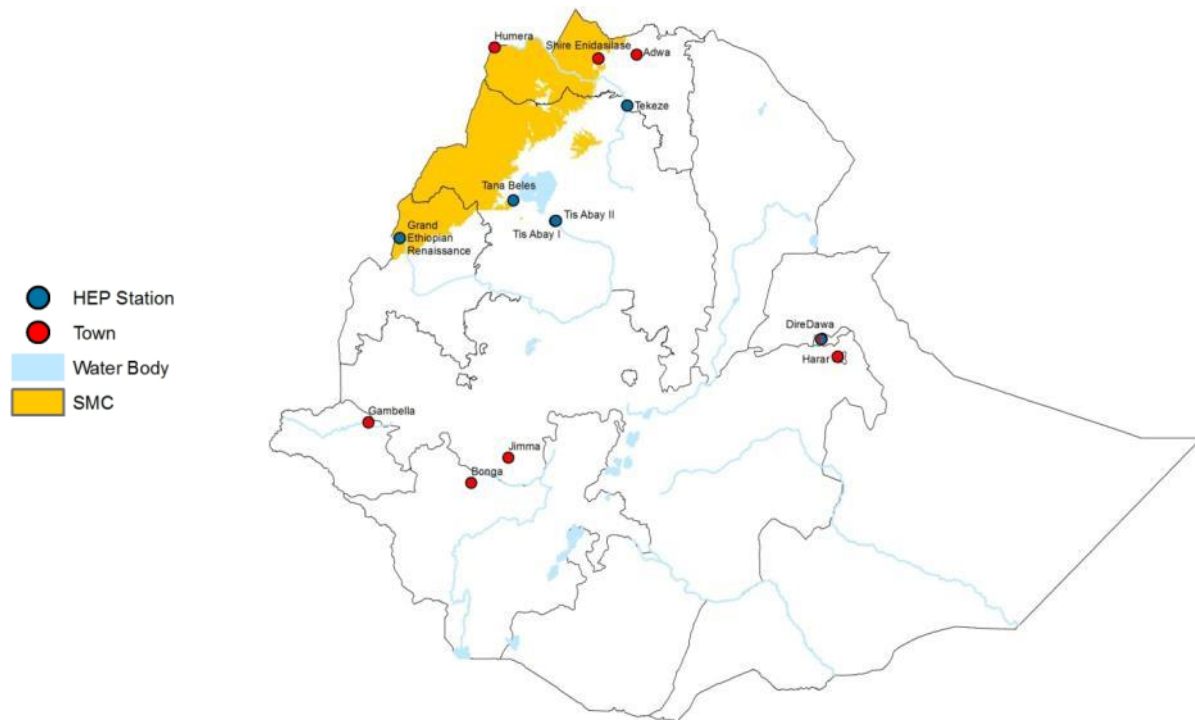 Humera
Shire Enidasilase
Adwa
Tekeze
Tana Beles
Tis Abay II
Tis Abay I
Grand
Ethiopian
Renaissance
HEP Station
Town
Water Body
SMC
DireDawa
Harar
Gambella
Jimma
Bonga